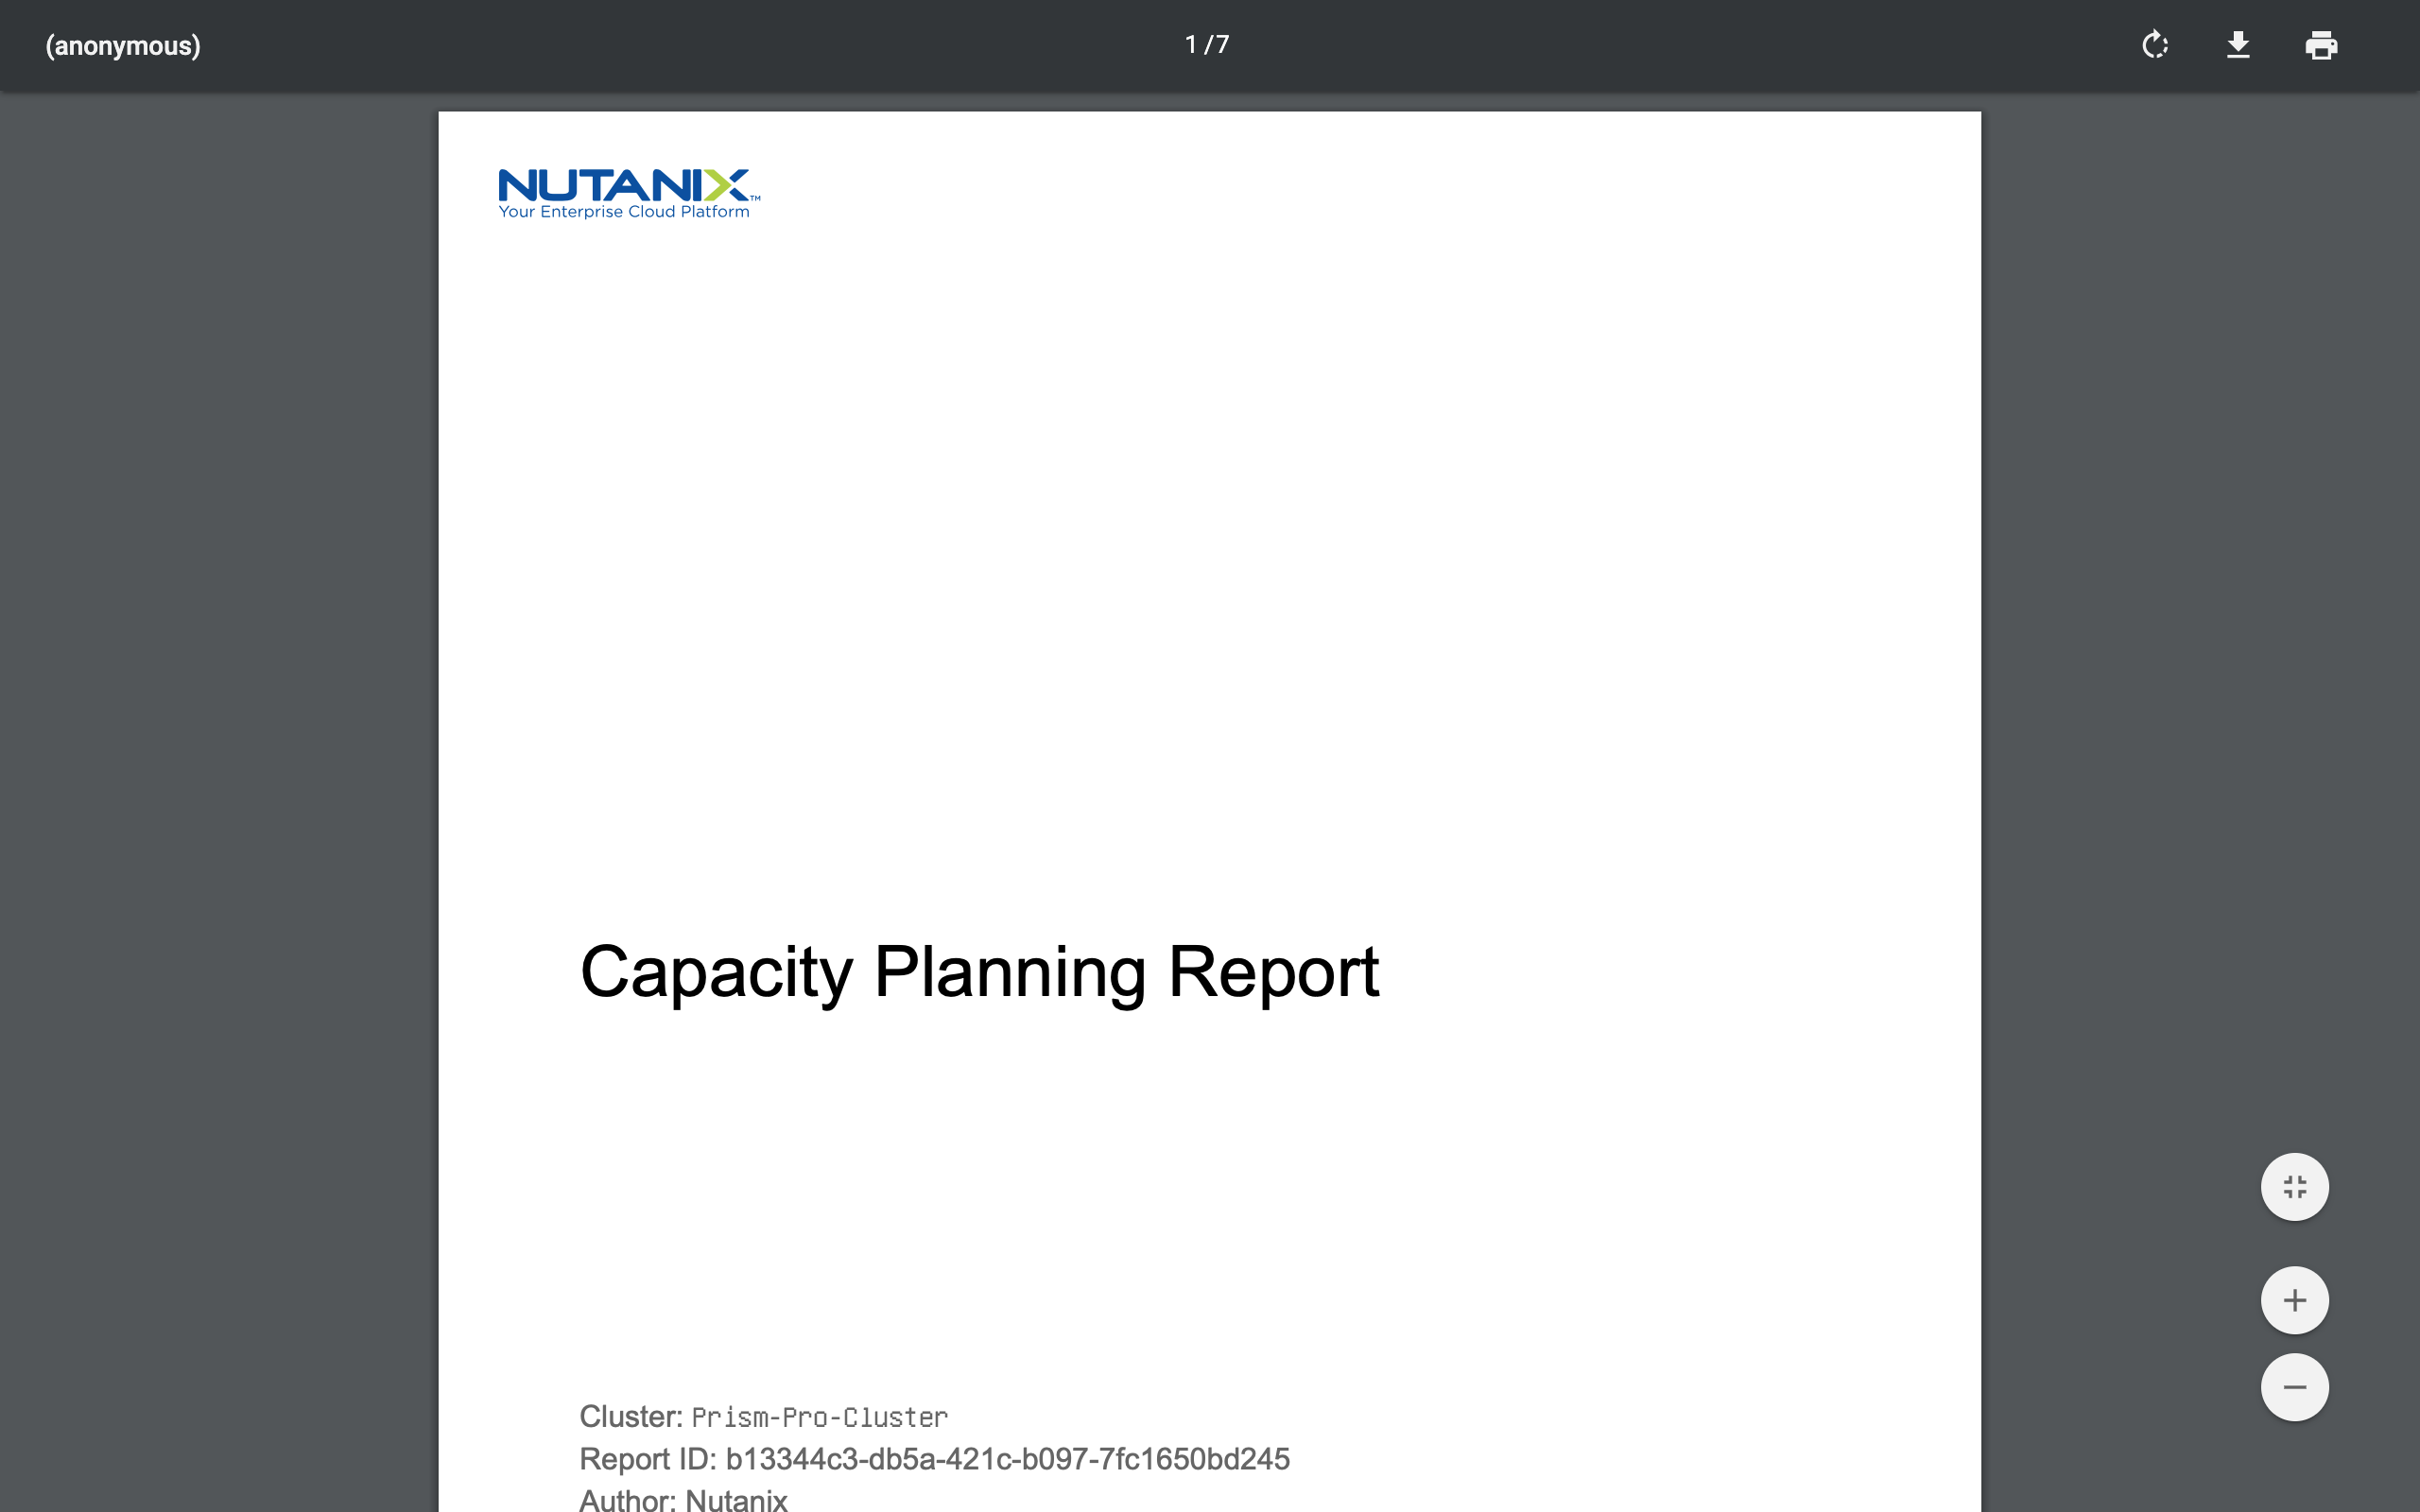 (anonymous)
1/7
NUTANIX™
Your Enterprise Cloud Platform
Capacity Planning Report
Cluster: Prism-Pro-Cluster
Report ID: b13344c3-db5a-421c-b097-7fc1650bd245
Author: Nutanix